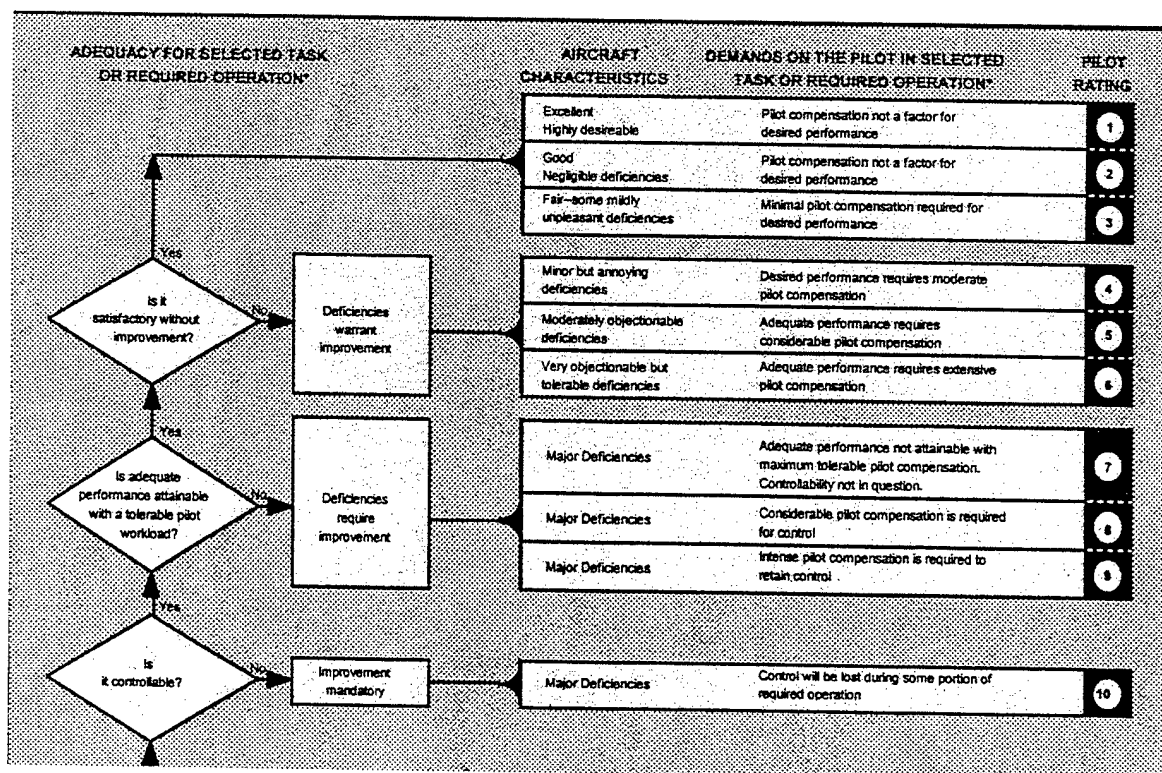 ADEQUACY FOR SELECTED TASK
OR REQUIRED OPERATION*
AIRCRAFT
CHARACTERISTICS
DEMANDS ON THE PILOT IN SELECTED
TASK OR REQUIRED OPERATION*
PILOT
RATING
Excellent
Highly desireable
Pilot compensation not a factor for
desired performance
1
Good
Negligible deficiencies
Pilot compensation not a factor for
desired performance
2
Fair–some mildly
unpleasant deficiencies
Minimal pilot compensation required for
desired performance
3
Yes
Is it
satisfactory without
improvement?
No
Deficiencies
warrant
improvement
Minor but annoying
deficiencies
Desired performance requires moderate
pilot compensation
4
Moderately objectionable
deficiencies
Adequate performance requires
considerable pilot compensation
5
Very objectionable but
tolerable deficiencies
Adequate performance requires extensive
pilot compensation
6
Yes
Is adequate
performance attainable
with a tolerable pilot
workload?
No
Deficiencies
require
improvement
Major Deficiencies
Adequate performance not attainable with
maximum tolerable pilot compensation.
Controllability not in question.
7
Major Deficiencies
Considerable pilot compensation is required
for control
8
Major Deficiencies
Intense pilot compensation is required to
retain control
9
Yes
Is
it controllable?
No
Improvement
mandatory
Major Deficiencies
Control will be lost during some portion of
required operation
10